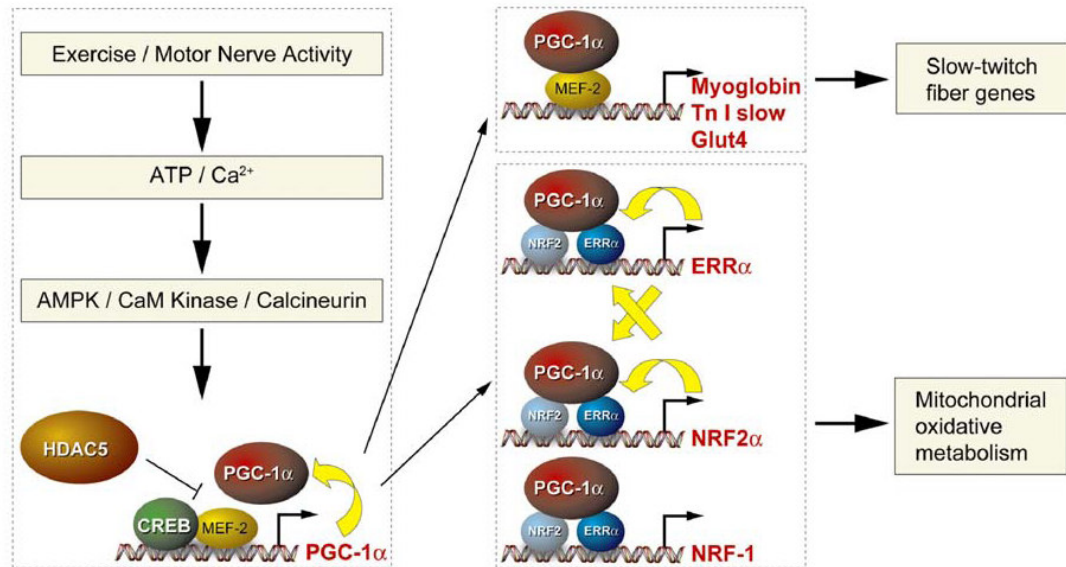 Exercise / Motor Nerve Activity
ATP / Ca²⁺
AMPK / CaM Kinase / Calcineurin
HDAC5
PGC-1α
CREB
MEF-2
PGC-1α
PGC-1α
MEF-2
Myoglobin
Tn I slow
Glut4
Slow-twitch
fiber genes
PGC-1α
NRF2
ERRα
ERRα
PGC-1α
NRF2
ERRα
NRF2α
PGC-1α
NRF2
ERRα
NRF-1
Mitochondrial
oxidative
metabolism